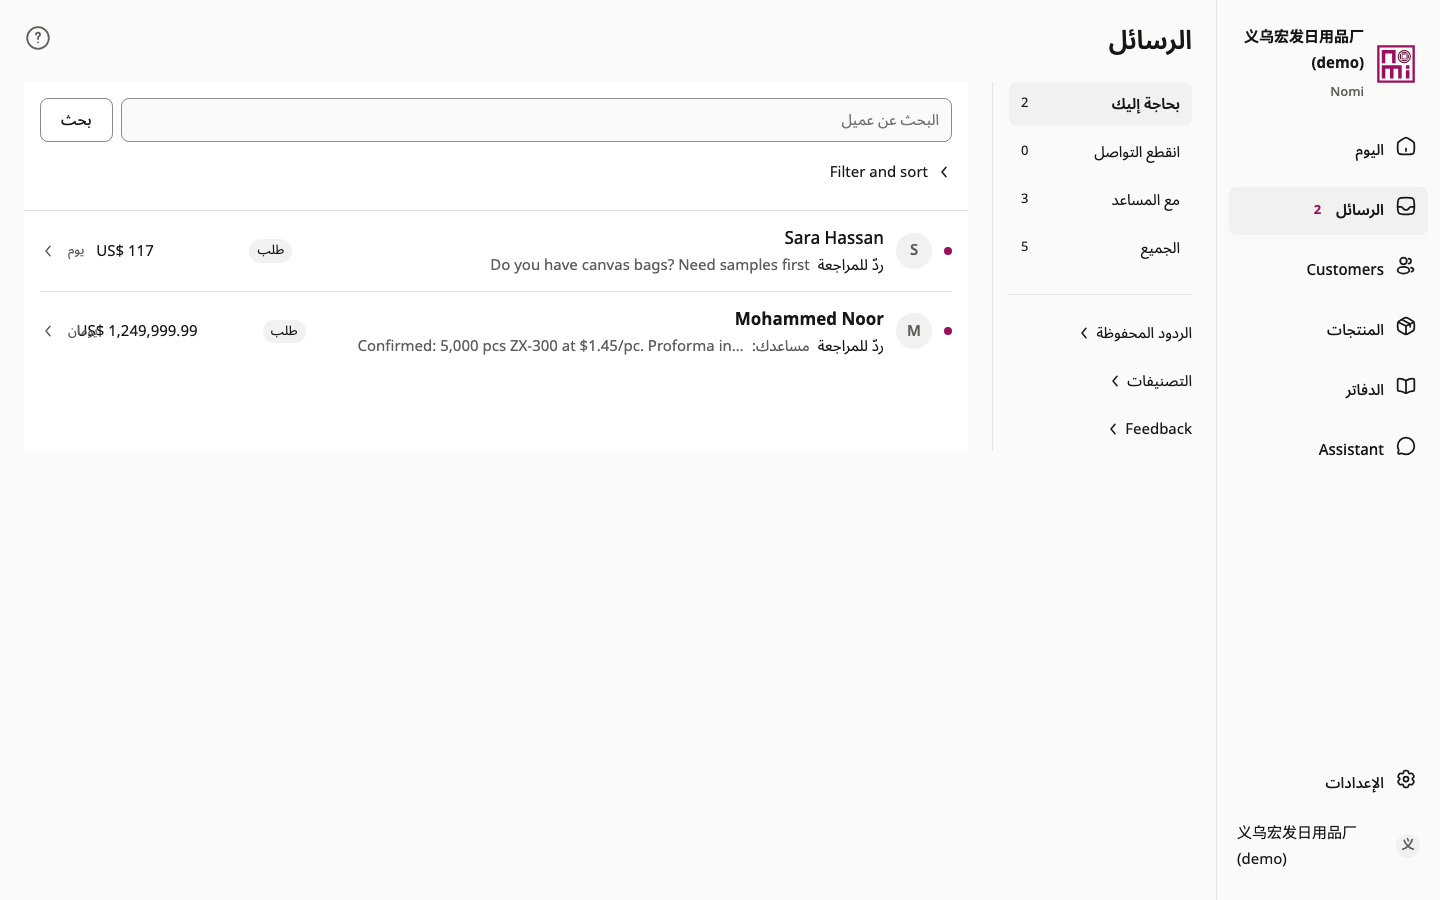 义乌宏发日用品厂
(demo)
Nomi
اليوم
الرسائل 2
Customers
المنتجات
الدفاتر
Assistant
الإعدادات
义乌宏发日用品厂
(demo)
义
الرسائل
بحاجة إليك 2
انقطع التواصل 0
مع المساعد 3
الجميع 5
الردود المحفوظة
التصنيفات
Feedback
البحث عن عميل
بحث
Filter and sort
S
Sara Hassan
ردّ للمراجعة Do you have canvas bags? Need samples first
طلب
US$ 117
يوم
M
Mohammed Noor
ردّ للمراجعة مساعدك: Confirmed: 5,000 pcs ZX-300 at $1.45/pc. Proforma in...
طلب
US$ 1,249,999.99
يومان
?